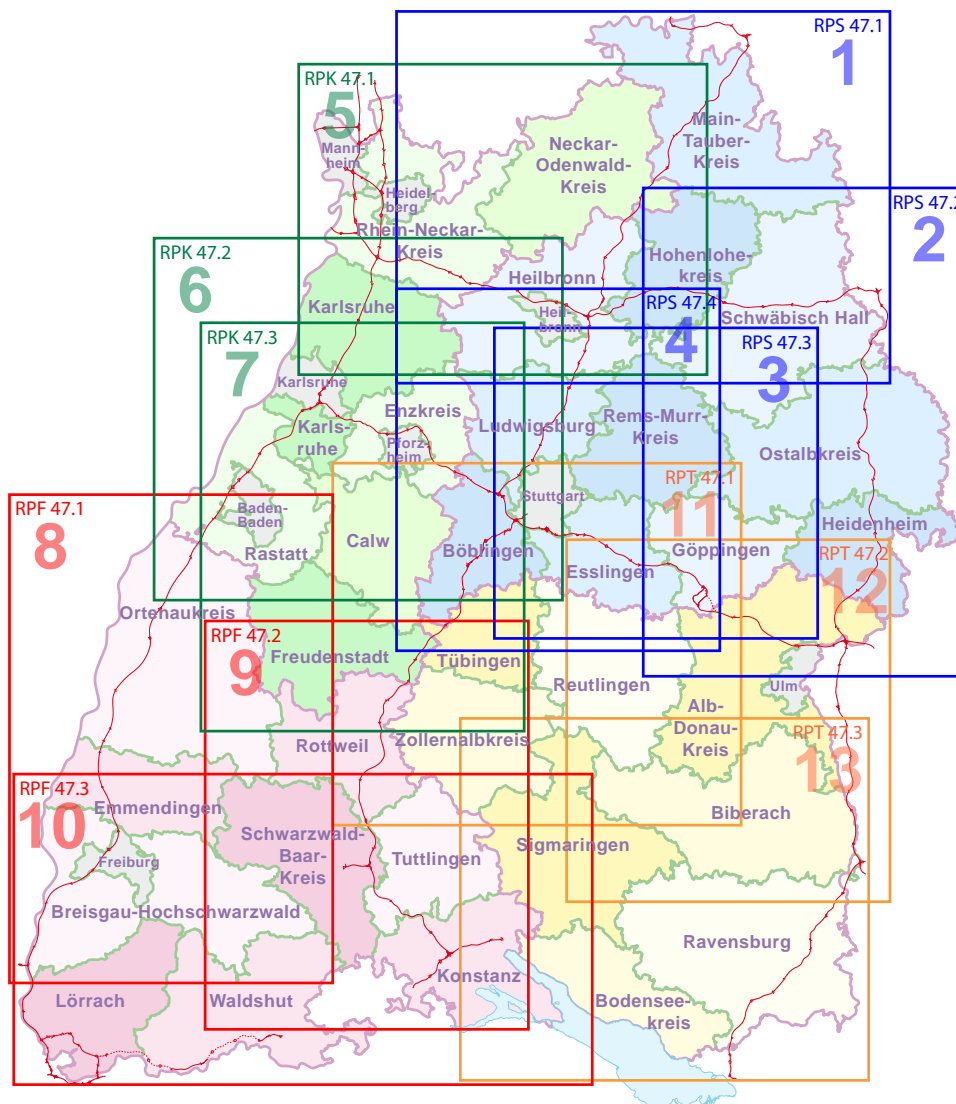 RPS 47.1
1
RPK 47.1
5
Main-
Tauber-
Kreis
Neckar-
Odenwald-
Kreis
Mann-
heim
Heidel-
berg
RPS 47.2
2
Rhein-Neckar-
Kreis
RPK 47.2
6
Hohenlohe-
kreis
Heilbronn
RPS 47.4
4
Karlsruhe
Heil-
bronn
Schwäbisch Hall
RPK 47.3
7
RPS 47.3
3
Karlsruhe
Enzkreis
Karls-
ruhe
Pforz-
heim
Ludwigsburg
Rems-Murr-
Kreis
Ostalbkreis
RPT 47.1
11
Stuttgart
RPF 47.1
8
Baden-
Baden
Rastatt
Calw
Böblingen
Esslingen
Göppingen
Heidenheim
RPT 47.2
12
Ortenaukreis
RPF 47.2
9
Freudenstadt
Tübingen
Reutlingen
Ulm
Alb-
Donau-
Kreis
RPT 47.3
13
Rottweil
Zollernalbkreis
RPF 47.3
10
Emmendingen
Biberach
Schwarzwald-
Baar-
Kreis
Tuttlingen
Sigmaringen
Freiburg
Breisgau-Hochschwarzwald
Ravensburg
Konstanz
Lörrach
Waldshut
Bodensee-
kreis